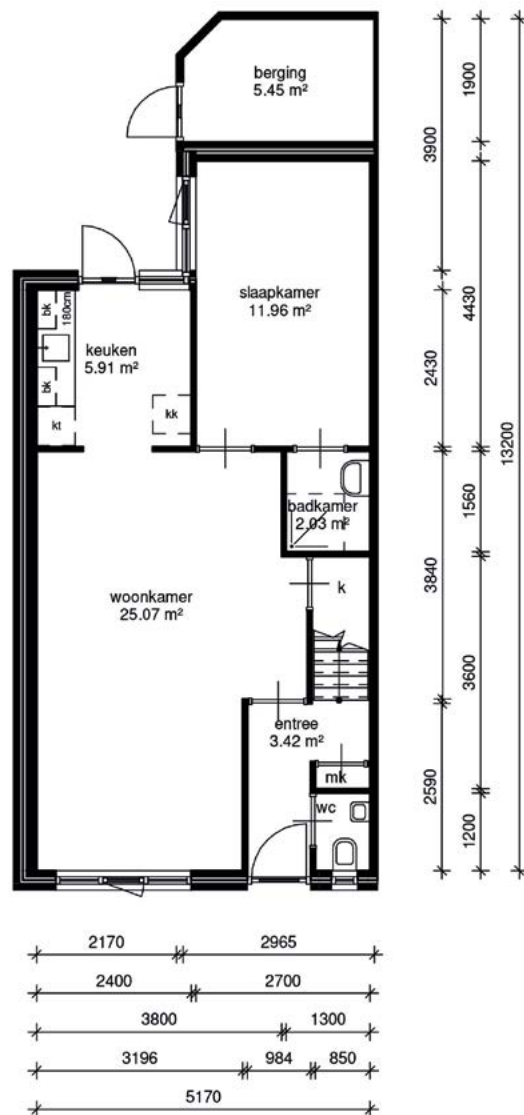 berging
5.45 m²
slaapkamer
11.96 m²
bk
180cm
keuken
5.91 m²
bk
kt
kk
badkamer
2.03 m²
woonkamer
25.07 m²
k
entree
3.42 m²
mk
wc
3900
2430
3840
2590
1900
4430
1560
3600
1200
13200
2170 2965
2400 2700
3800 1300
3196 984 850
5170